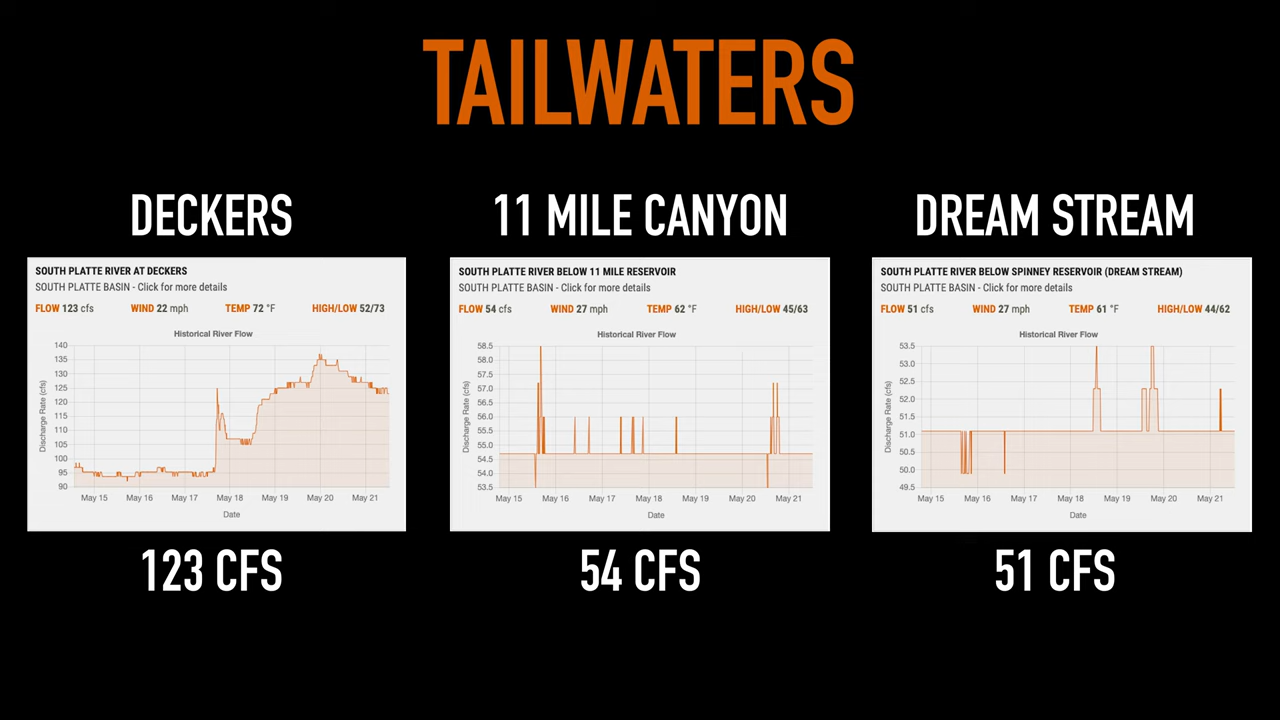 TAILWATERS
DECKERS
SOUTH PLATTE RIVER AT DECKERS
SOUTH PLATTE BASIN - Click for more details
FLOW 123 cfs WIND 22 mph TEMP 72 °F HIGH/LOW 52/73
Historical River Flow
Discharge Rate (cfs)
140
135
130
125
120
115
110
105
100
95
90
May 15 May 16 May 17 May 18 May 19 May 20 May 21
Date
123 CFS
11 MILE CANYON
SOUTH PLATTE RIVER BELOW 11 MILE RESERVOIR
SOUTH PLATTE BASIN - Click for more details
FLOW 54 cfs WIND 27 mph TEMP 62 °F HIGH/LOW 45/63
Historical River Flow
Discharge Rate (cfs)
58.5
58.0
57.0
56.0
55.0
54.0
53.5
May 15 May 16 May 17 May 18 May 19 May 20 May 21
Date
54 CFS
DREAM STREAM
SOUTH PLATTE RIVER BELOW SPINNEY RESERVOIR (DREAM STREAM)
SOUTH PLATTE BASIN - Click for more details
FLOW 51 cfs WIND 27 mph TEMP 61 °F HIGH/LOW 44/62
Historical River Flow
Discharge Rate (cfs)
53.5
53.0
52.5
52.0
51.5
51.0
50.5
50.0
49.5
May 15 May 16 May 17 May 18 May 19 May 20 May 21
Date
51 CFS